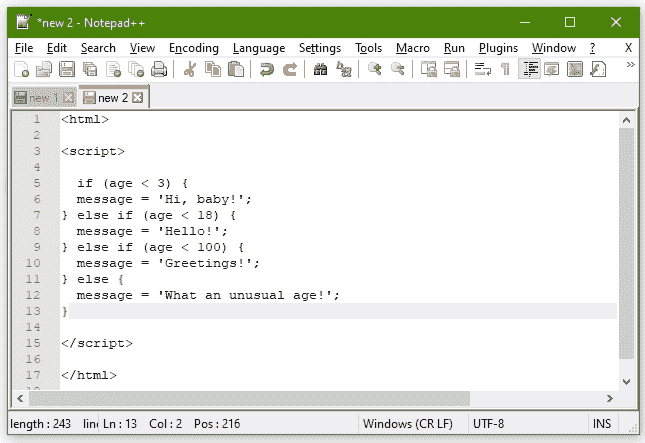 *new 2 - Notepad++
File Edit Search View Encoding Language Settings Tools Macro Run Plugins Window ? X
new 1 new 2
1 <html>
2
3 <script>
4
5 if (age < 3) {
6 message = 'Hi, baby!';
7 } else if (age < 18) {
8 message = 'Hello!';
9 } else if (age < 100) {
10 message = 'Greetings!';
11 } else {
12 message = 'What an unusual age!';
13 }
14
15 </script>
16
17 </html>
length : 243 line Ln : 13 Col : 2 Pos : 216 Windows (CR LF) UTF-8 INS